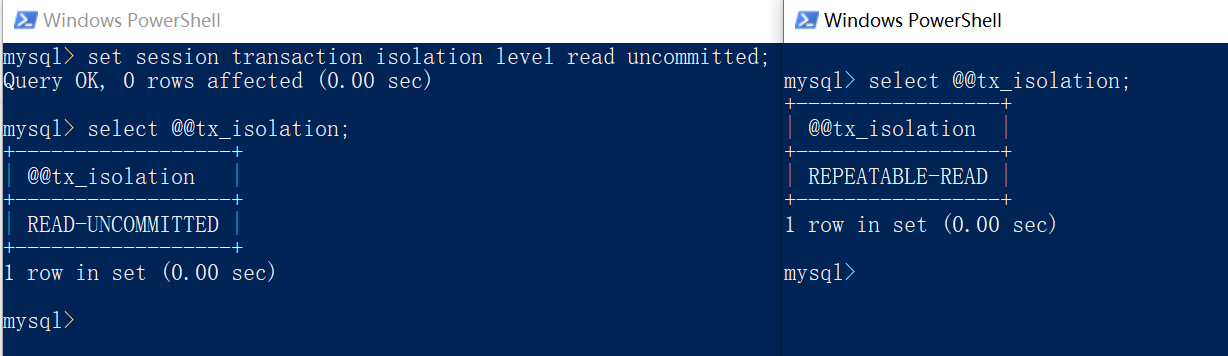 Windows PowerShell
mysql> set session transaction isolation level read uncommitted;
Query OK, 0 rows affected (0.00 sec)
mysql> select @@tx_isolation;
+------------------+
| @@tx_isolation   |
+------------------+
| READ-UNCOMMITTED |
+------------------+
1 row in set (0.00 sec)
mysql>
Windows PowerShell
mysql> select @@tx_isolation;
+-----------------+
| @@tx_isolation  |
+-----------------+
| REPEATABLE-READ |
+-----------------+
1 row in set (0.00 sec)
mysql>